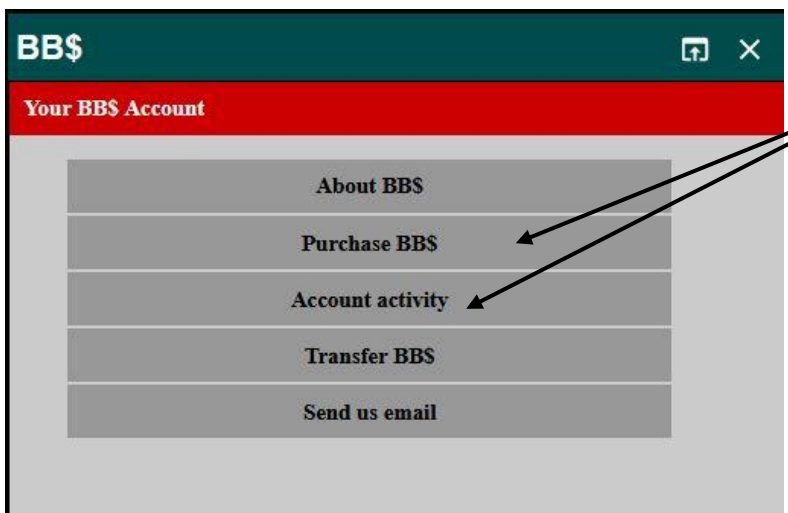 BB$
Your BB$ Account
About BB$
Purchase BB$
Account activity
Transfer BB$
Send us email